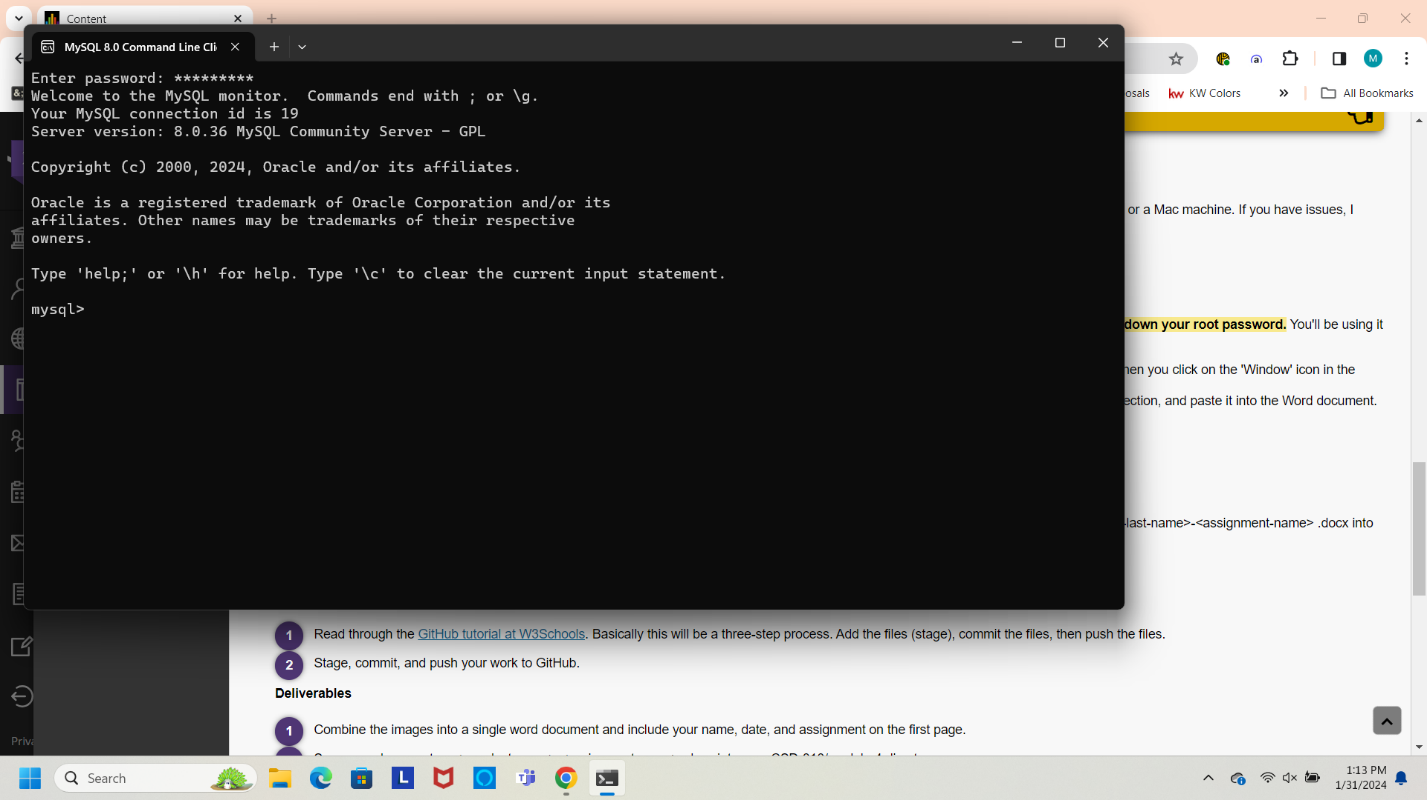 Content
MySQL 8.0 Command Line Cli
Enter password: *********
Welcome to the MySQL monitor.  Commands end with ; or \g.
Your MySQL connection id is 19
Server version: 8.0.36 MySQL Community Server - GPL
Copyright (c) 2000, 2024, Oracle and/or its affiliates.
Oracle is a registered trademark of Oracle Corporation and/or its
affiliates. Other names may be trademarks of their respective
owners.
Type 'help;' or '\h' for help. Type '\c' to clear the current input statement.
mysql>
M
osals
kw KW Colors
»
All Bookmarks
or a Mac machine. If you have issues, I
down your root password. You'll be using it
hen you click on the 'Window' icon in the
ection, and paste it into the Word document.
-last-name>-<assignment-name> .docx into
1 Read through the GitHub tutorial at W3Schools. Basically this will be a three-step process. Add the files (stage), commit the files, then push the files.
2 Stage, commit, and push your work to GitHub.
Deliverables
1 Combine the images into a single word document and include your name, date, and assignment on the first page.
Priva
Search
L
1:13 PM
1/31/2024